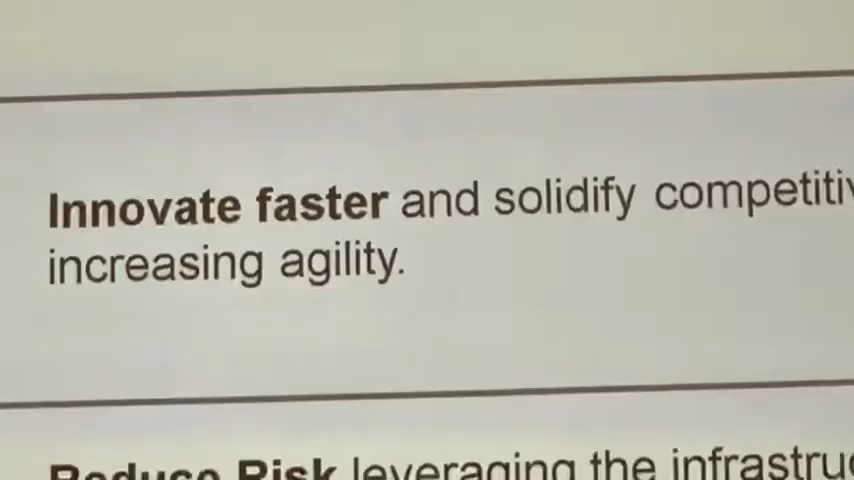 Innovate faster and solidify
increasing agility.
Reduce Risk leveraging the